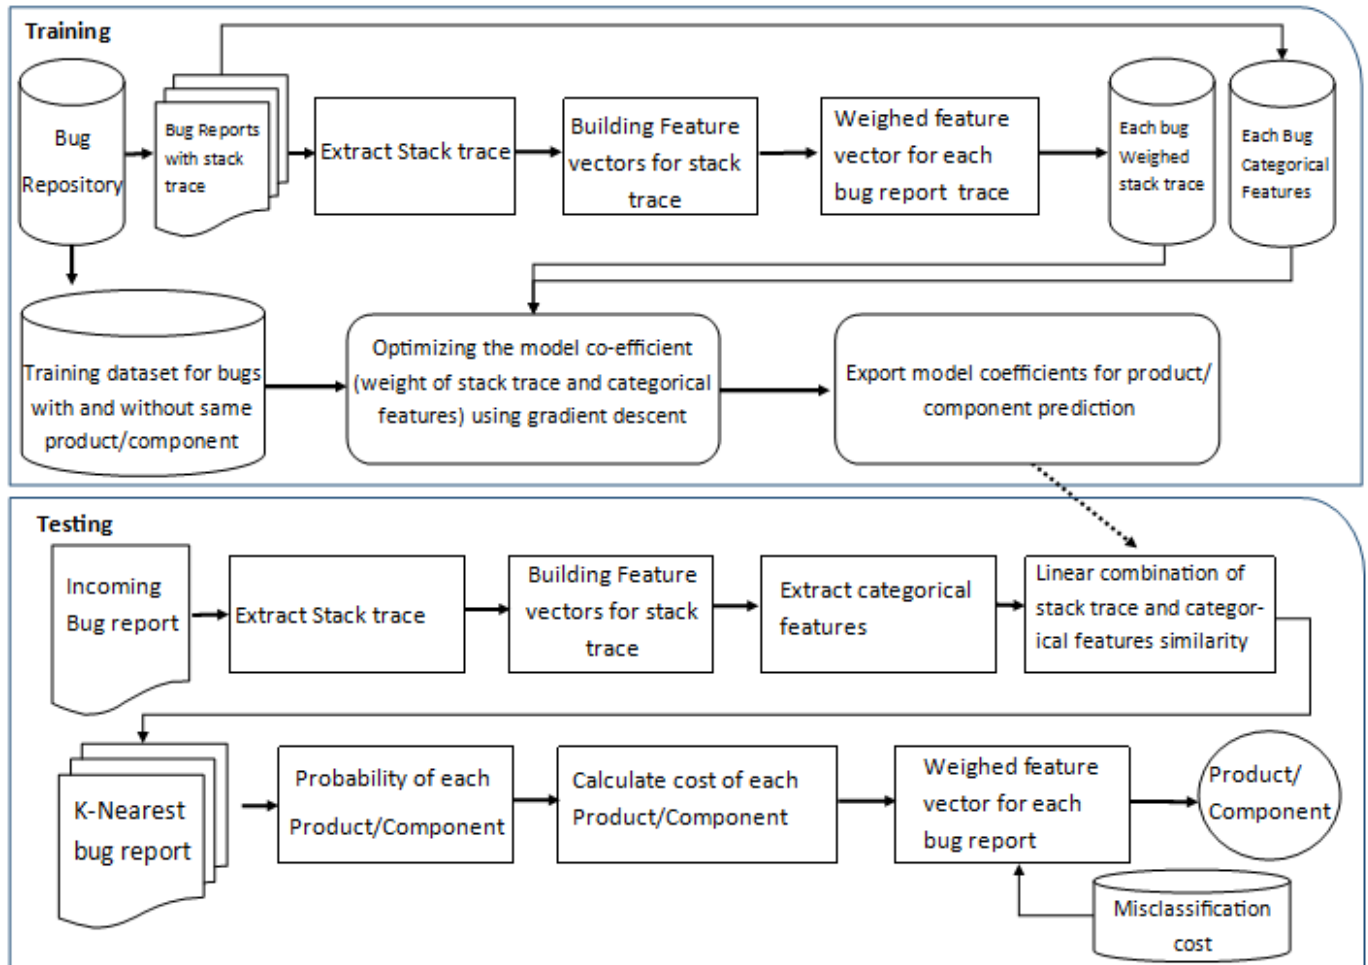 Training
Bug
Repository
Bug Reports
with stack
trace
Extract Stack trace
Building Feature
vectors for stack
trace
Weighed feature
vector for each
bug report trace
Each bug
Weighed
stack trace
Each Bug
Categorical
Features
Training dataset for bugs
with and without same
product/component
Optimizing the model co-efficient
(weight of stack trace and categorical
features) using gradient descent
Export model coefficients for product/
component prediction
Testing
Incoming
Bug report
Extract Stack trace
Building Feature
vectors for stack
trace
Extract categorical
features
Linear combination of
stack trace and categor-
ical features similarity
K-Nearest
bug report
Probability of each
Product/Component
Calculate cost of each
Product/Component
Weighed feature
vector for each
bug report
Product/
Component
Misclassification
cost